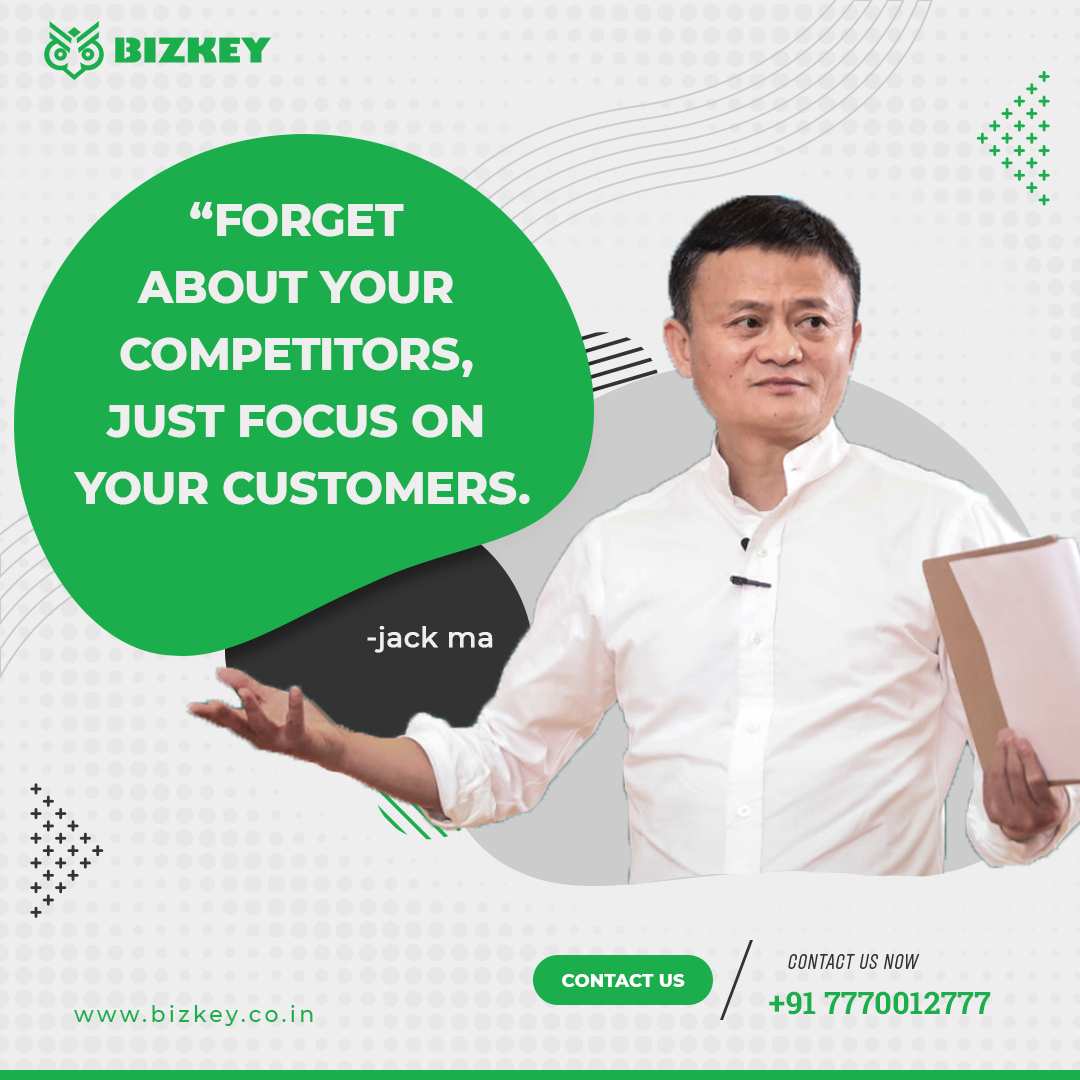 BIZKEY
“FORGET
ABOUT YOUR
COMPETITORS,
JUST FOCUS ON
YOUR CUSTOMERS.
-jack ma
CONTACT US
CONTACT US NOW
+91 7770012777
www.bizkey.co.in